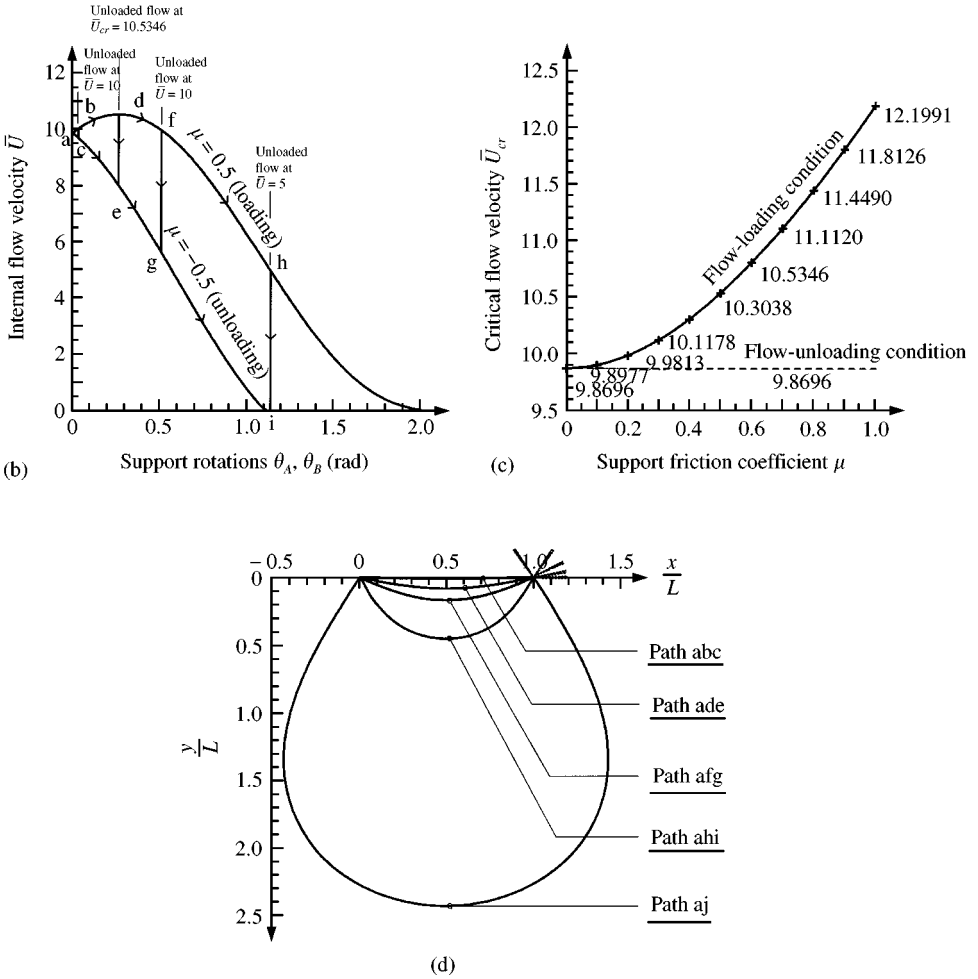 Unloaded flow at
U̅cr = 10.5346
Unloaded
flow at
U̅ = 10
Unloaded
flow at
U̅ = 10
Unloaded
flow at
U̅ = 5
Internal flow velocity U̅
12
10
8
6
4
2
0
a
b
c
d
e
f
g
h
i
μ = 0.5 (loading)
μ = −0.5 (unloading)
0 0.5 1.0 1.5 2.0
Support rotations θA, θB (rad)
(b)
Critical flow velocity U̅cr
12.5
12.0
11.5
11.0
10.5
10.0
9.5
12.1991
11.8126
11.4490
11.1120
10.5346
10.3038
10.1178
9.9813
9.8977
9.8696
Flow-loading condition
Flow-unloading condition
9.8696
0 0.2 0.4 0.6 0.8 1.0
Support friction coefficient μ
(c)
− 0.5 0 0.5 1.0 1.5
x/L
0
0.5
1.0
1.5
2.0
2.5
y/L
Path abc
Path ade
Path afg
Path ahi
Path aj
(d)